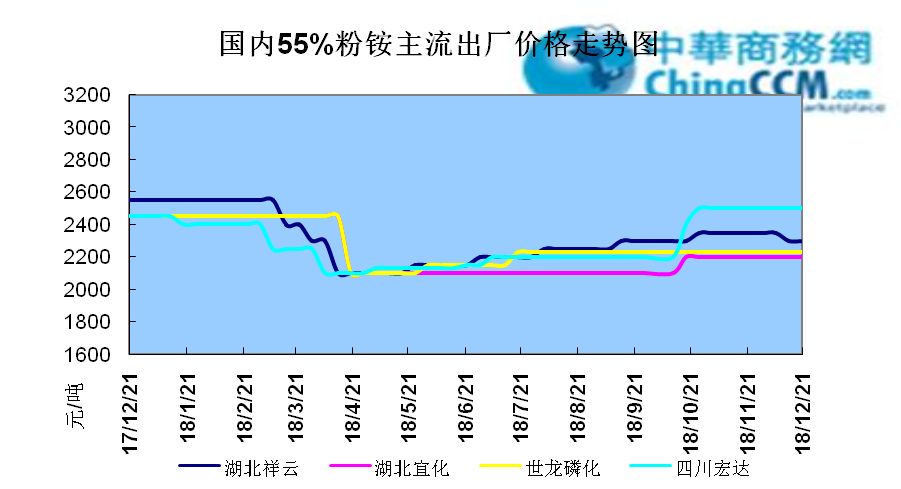 国内55%粉铵主流出厂价格走势图
中華商務網
ChinaCCM.com
marketplace
3200
3000
2800
2600
2400
2200
2000
1800
1600
元/吨
17/12/21 18/1/21 18/2/21 18/3/21 18/4/21 18/5/21 18/6/21 18/7/21 18/8/21 18/9/21 18/10/21 18/11/21 18/12/21
湖北祥云 湖北宜化 世龙磷化 四川宏达